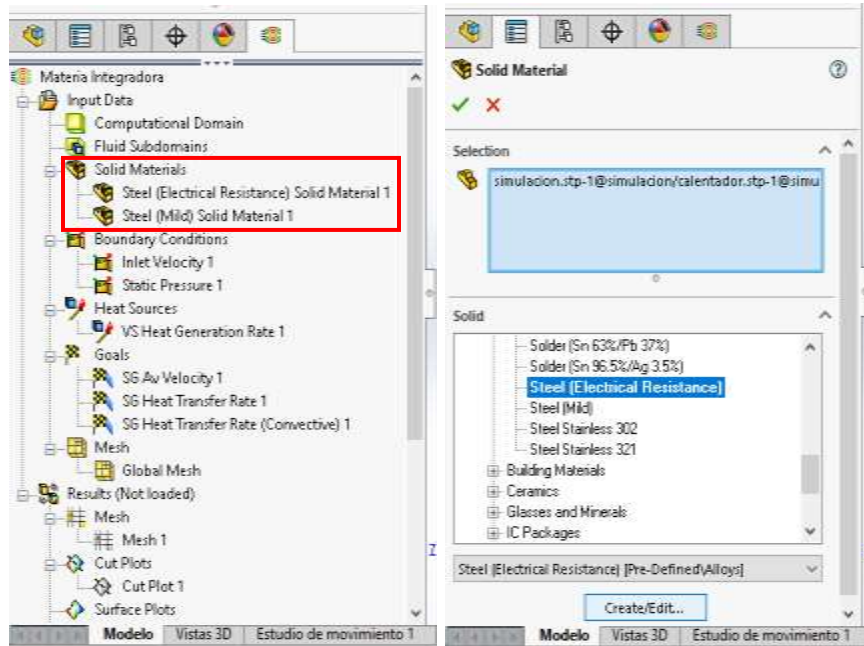 Materia Integradora
Input Data
Computational Domain
Fluid Subdomains
Solid Materials
Steel (Electrical Resistance) Solid Material 1
Steel (Mild) Solid Material 1
Boundary Conditions
Inlet Velocity 1
Static Pressure 1
Heat Sources
VS Heat Generation Rate 1
Goals
SG Av Velocity 1
SG Heat Transfer Rate 1
SG Heat Transfer Rate (Convective) 1
Mesh
Global Mesh
Results (Not loaded)
Mesh
Mesh 1
Cut Plots
Cut Plot 1
Surface Plots
Modelo Vistas 3D Estudio de movimiento 1
Z
Solid Material
Selection
simulacion.stp-1@simulacion/calentador.stp-1@simu
Solid
Solder (Sn 63%/Pb 37%)
Solder (Sn 96.5%/Ag 3.5%)
Steel (Electrical Resistance)
Steel (Mild)
Steel Stainless 302
Steel Stainless 321
Building Materials
Ceramics
Glasses and Minerals
IC Packages
Steel (Electrical Resistance) [Pre-Defined\Alloys]
Create/Edit...
Modelo Vistas 3D Estudio de movimiento 1